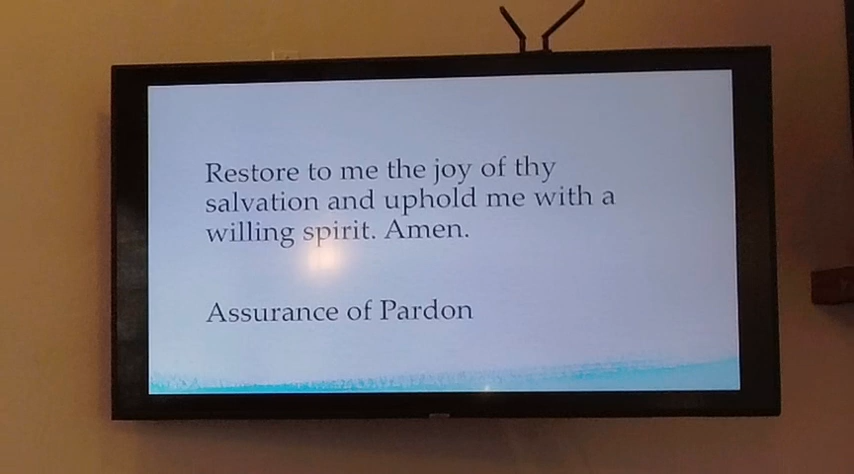 Restore to me the joy of thy
salvation and uphold me with a
willing spirit. Amen.
Assurance of Pardon